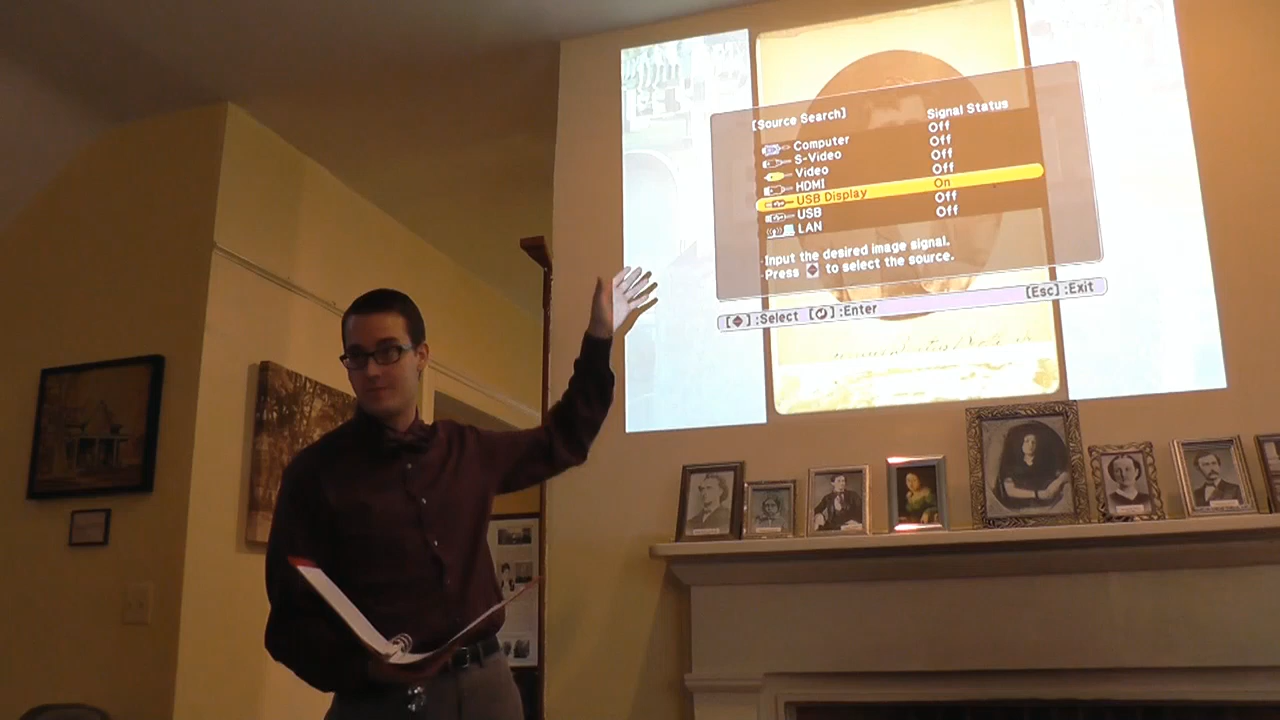 [Source Search]
Signal Status
Off
Computer Off
S-Video Off
Video Off
HDMI On
USB Display Off
USB Off
LAN
Input the desired image signal.
Press to select the source.
[Esc] :Exit
[ ] :Select [ ] :Enter